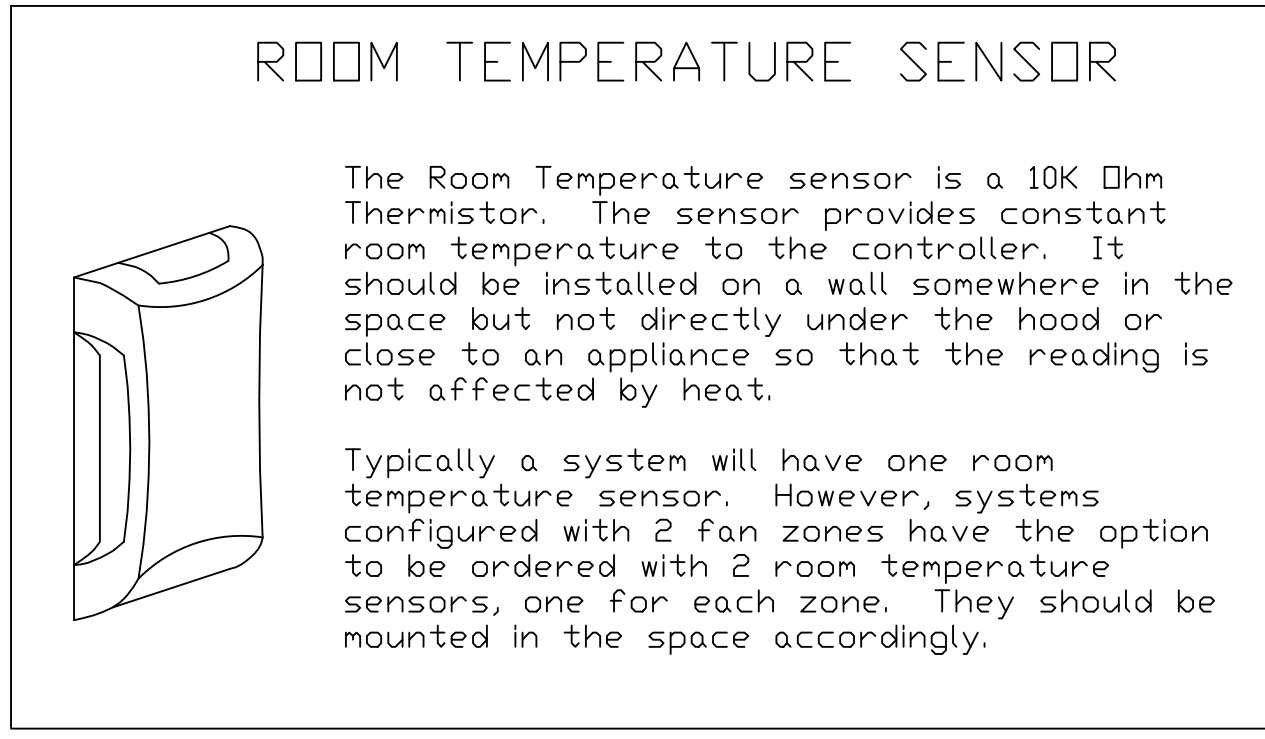 ROOM TEMPERATURE SENSOR
The Room Temperature sensor is a 10K Ohm
Thermistor. The sensor provides constant
room temperature to the controller. It
should be installed on a wall somewhere in the
space but not directly under the hood or
close to an appliance so that the reading is
not affected by heat.
Typically a system will have one room
temperature sensor. However, systems
configured with 2 fan zones have the option
to be ordered with 2 room temperature
sensors, one for each zone. They should be
mounted in the space accordingly.